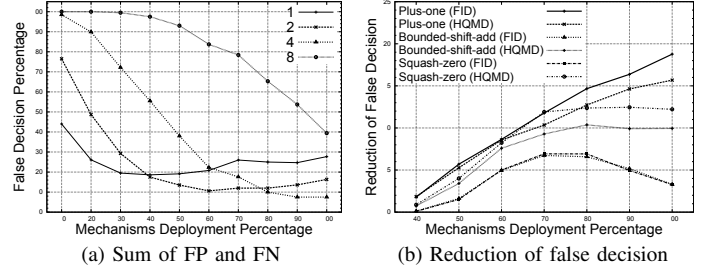 False Decision Percentage
00
90
80
70
60
50
40
30
20
0
0
0 20 30 40 50 60 70 80 90 00
Mechanisms Deployment Percentage
1
2
4
8
(a) Sum of FP and FN
Reduction of False Decision
25
20
5
0
5
0
40 50 60 70 80 90 00
Mechanisms Deployment Percentage
Plus-one (FID)
Plus-one (HQMD)
Bounded-shift-add (FID)
Bounded-shift-add (HQMD)
Squash-zero (FID)
Squash-zero (HQMD)
(b) Reduction of false decision